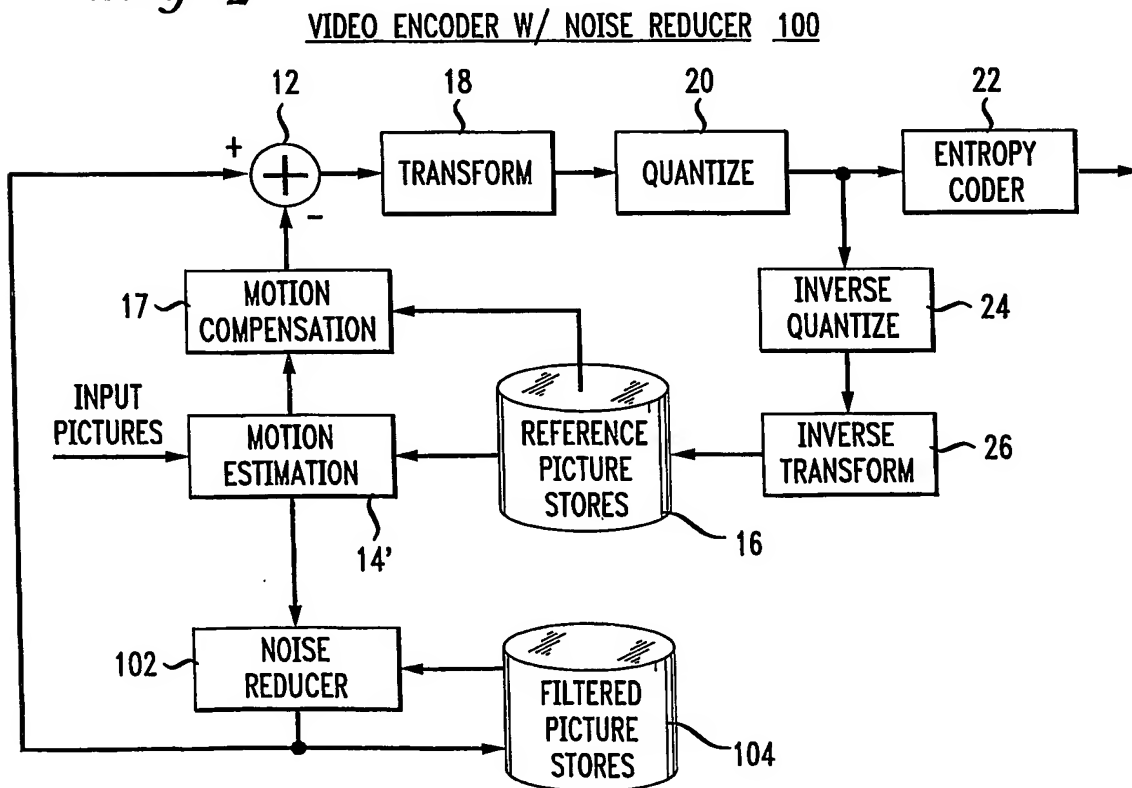 VIDEO ENCODER W/ NOISE REDUCER 100
12
18
20
22
+
-
TRANSFORM
QUANTIZE
ENTROPY
CODER
17
MOTION
COMPENSATION
INVERSE
QUANTIZE
24
INPUT
PICTURES
MOTION
ESTIMATION
14'
REFERENCE
PICTURE
STORES
16
INVERSE
TRANSFORM
26
102
NOISE
REDUCER
FILTERED
PICTURE
STORES
104